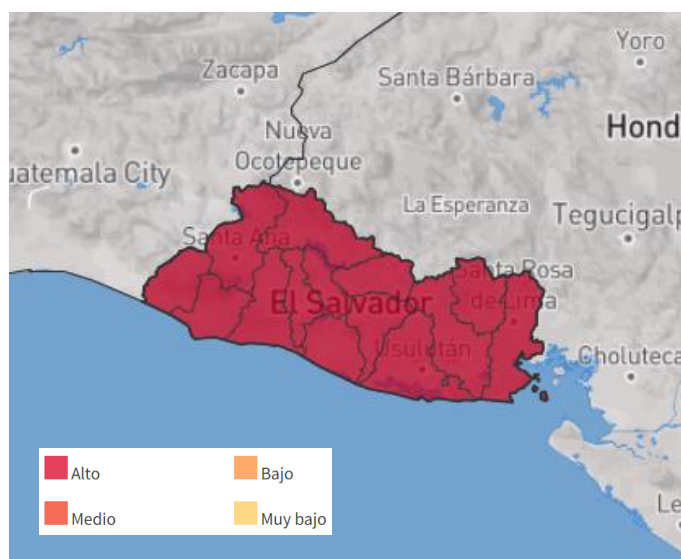 Yoro
Zacapa
Santa Bárbara
Nueva
Ocotepeque
Hond
uatemala City
La Esperanza
Tegucigalp
Santa Ana
Santa Rosa
de Lima
El Salvador
Usulután
Choluteca
Alto
Bajo
Medio
Muy bajo
Le